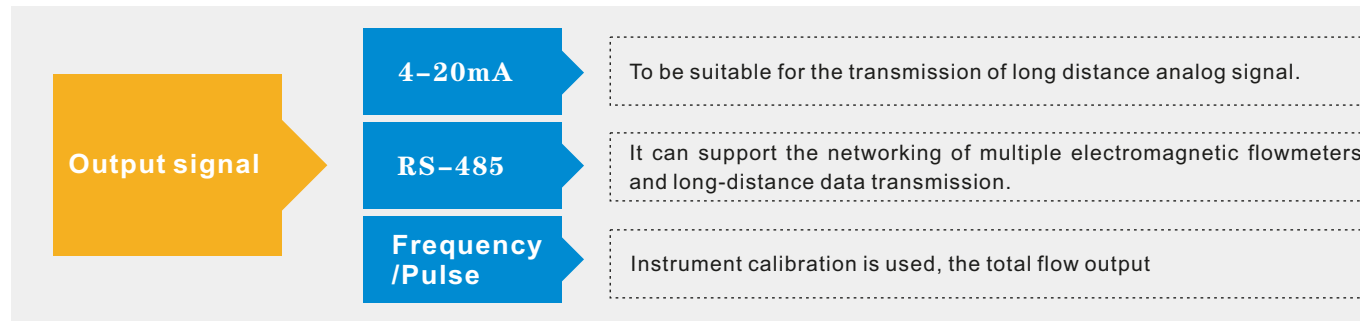 Output signal
4-20mA
To be suitable for the transmission of long distance analog signal.
RS-485
It can support the networking of multiple electromagnetic flowmeters
and long-distance data transmission.
Frequency
/Pulse
Instrument calibration is used, the total flow output